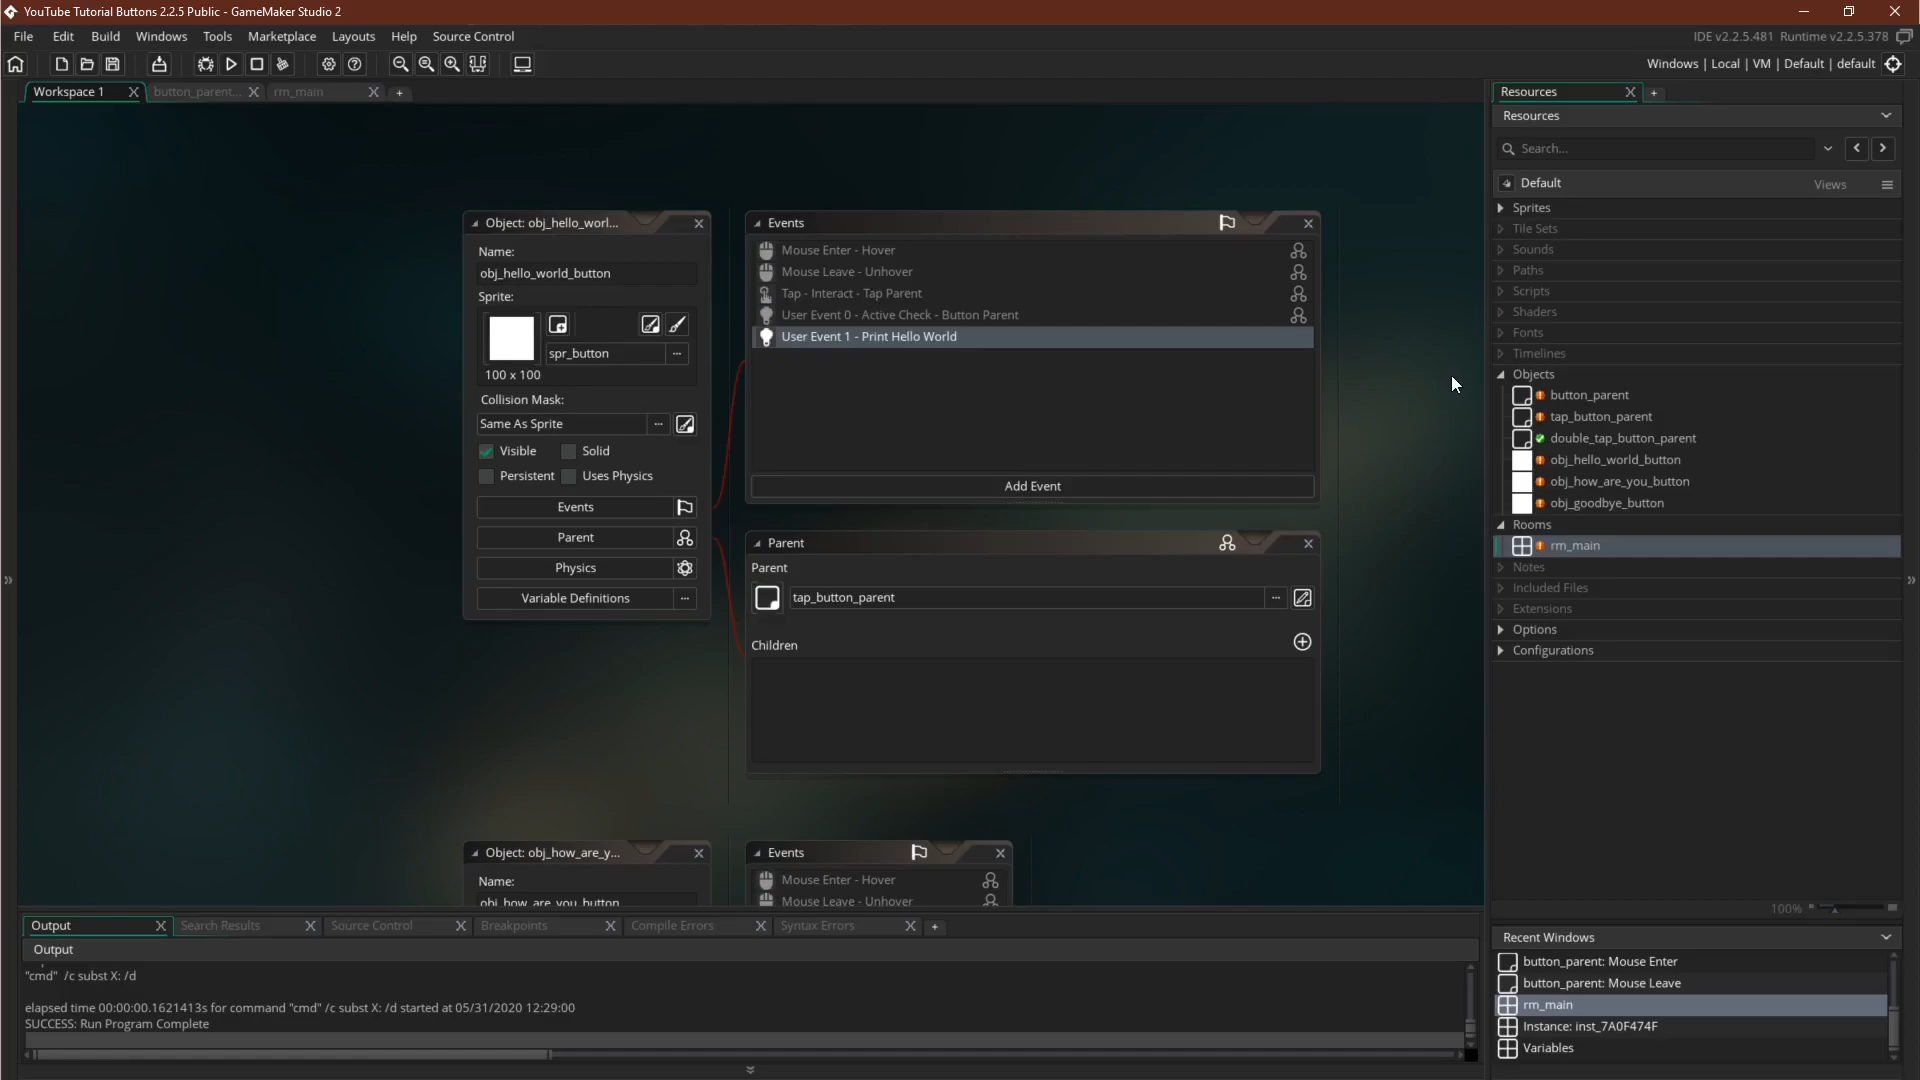 YouTube Tutorial Buttons 2.2.5 Public - GameMaker Studio 2
File Edit Build Windows Tools Marketplace Layouts Help Source Control
IDE v2.2.5.481 Runtime v2.2.5.378
Windows | Local | VM | Default | default
Workspace 1
button_parent...
rm_main
Resources
Resources
Search...
Default
Views
Sprites
Tile Sets
Sounds
Paths
Scripts
Shaders
Fonts
Timelines
Objects
button_parent
tap_button_parent
double_tap_button_parent
obj_hello_world_button
obj_how_are_you_button
obj_goodbye_button
Rooms
rm_main
Notes
Included Files
Extensions
Options
Configurations
100%
Object: obj_hello_worl...
Name:
obj_hello_world_button
Sprite:
spr_button
100 x 100
Collision Mask:
Same As Sprite
Visible
Solid
Persistent
Uses Physics
Events
Parent
Physics
Variable Definitions
Events
Mouse Enter - Hover
Mouse Leave - Unhover
Tap - Interact - Tap Parent
User Event 0 - Active Check - Button Parent
User Event 1 - Print Hello World
Add Event
Parent
Parent
tap_button_parent
Children
Object: obj_how_are_y...
Name:
obj_how_are_you_button
Events
Mouse Enter - Hover
Mouse Leave - Unhover
Output
Search Results
Source Control
Breakpoints
Compile Errors
Syntax Errors
Output
"cmd" /c subst X: /d
elapsed time 00:00:00.1621413s for command "cmd" /c subst X: /d started at 05/31/2020 12:29:00
SUCCESS: Run Program Complete
Recent Windows
button_parent: Mouse Enter
button_parent: Mouse Leave
rm_main
Instance: inst_7A0F474F
Variables